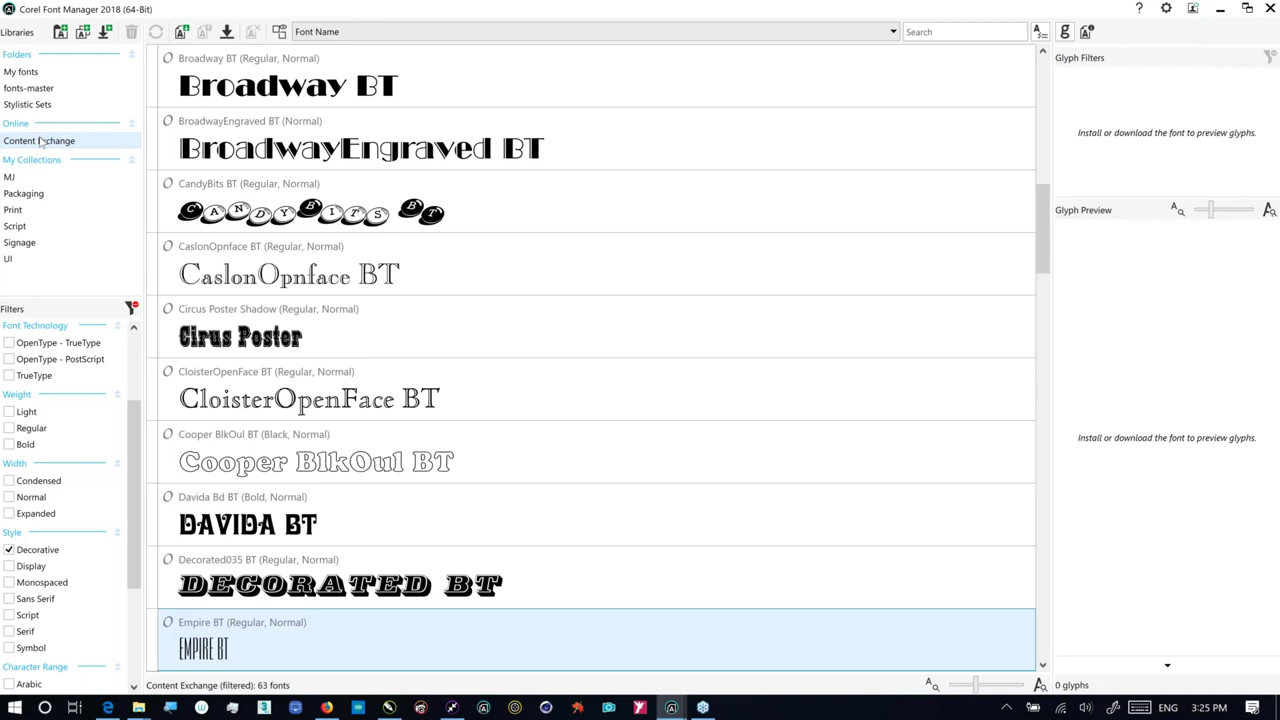 Corel Font Manager 2018 (64-Bit)
Libraries
Font Name
Search
Folders
My fonts
fonts-master
Stylistic Sets
Online
Content Exchange
My Collections
MJ
Packaging
Print
Script
Signage
UI
Filters
Font Technology
OpenType - TrueType
OpenType - PostScript
TrueType
Weight
Light
Regular
Bold
Width
Condensed
Normal
Expanded
Style
Decorative
Display
Monospaced
Sans Serif
Script
Serif
Symbol
Character Range
Arabic
Broadway BT (Regular, Normal)
Broadway BT
BroadwayEngraved BT (Normal)
BroadwayEngraved BT
CandyBits BT (Regular, Normal)
CANDYBITS BT
CaslonOpnface BT (Regular, Normal)
CaslonOpnface BT
Circus Poster Shadow (Regular, Normal)
Cirus Poster
CloisterOpenFace BT (Regular, Normal)
CloisterOpenFace BT
Cooper BlkOul BT (Black, Normal)
Cooper BlkOul BT
Davida Bd BT (Bold, Normal)
DAVIDA BT
Decorated035 BT (Regular, Normal)
DECORATED BT
Empire BT (Regular, Normal)
EMPIRE BT
Content Exchange (filtered): 63 fonts
Glyph Filters
Install or download the font to preview glyphs.
Glyph Preview
Install or download the font to preview glyphs.
0 glyphs
ENG
3:25 PM